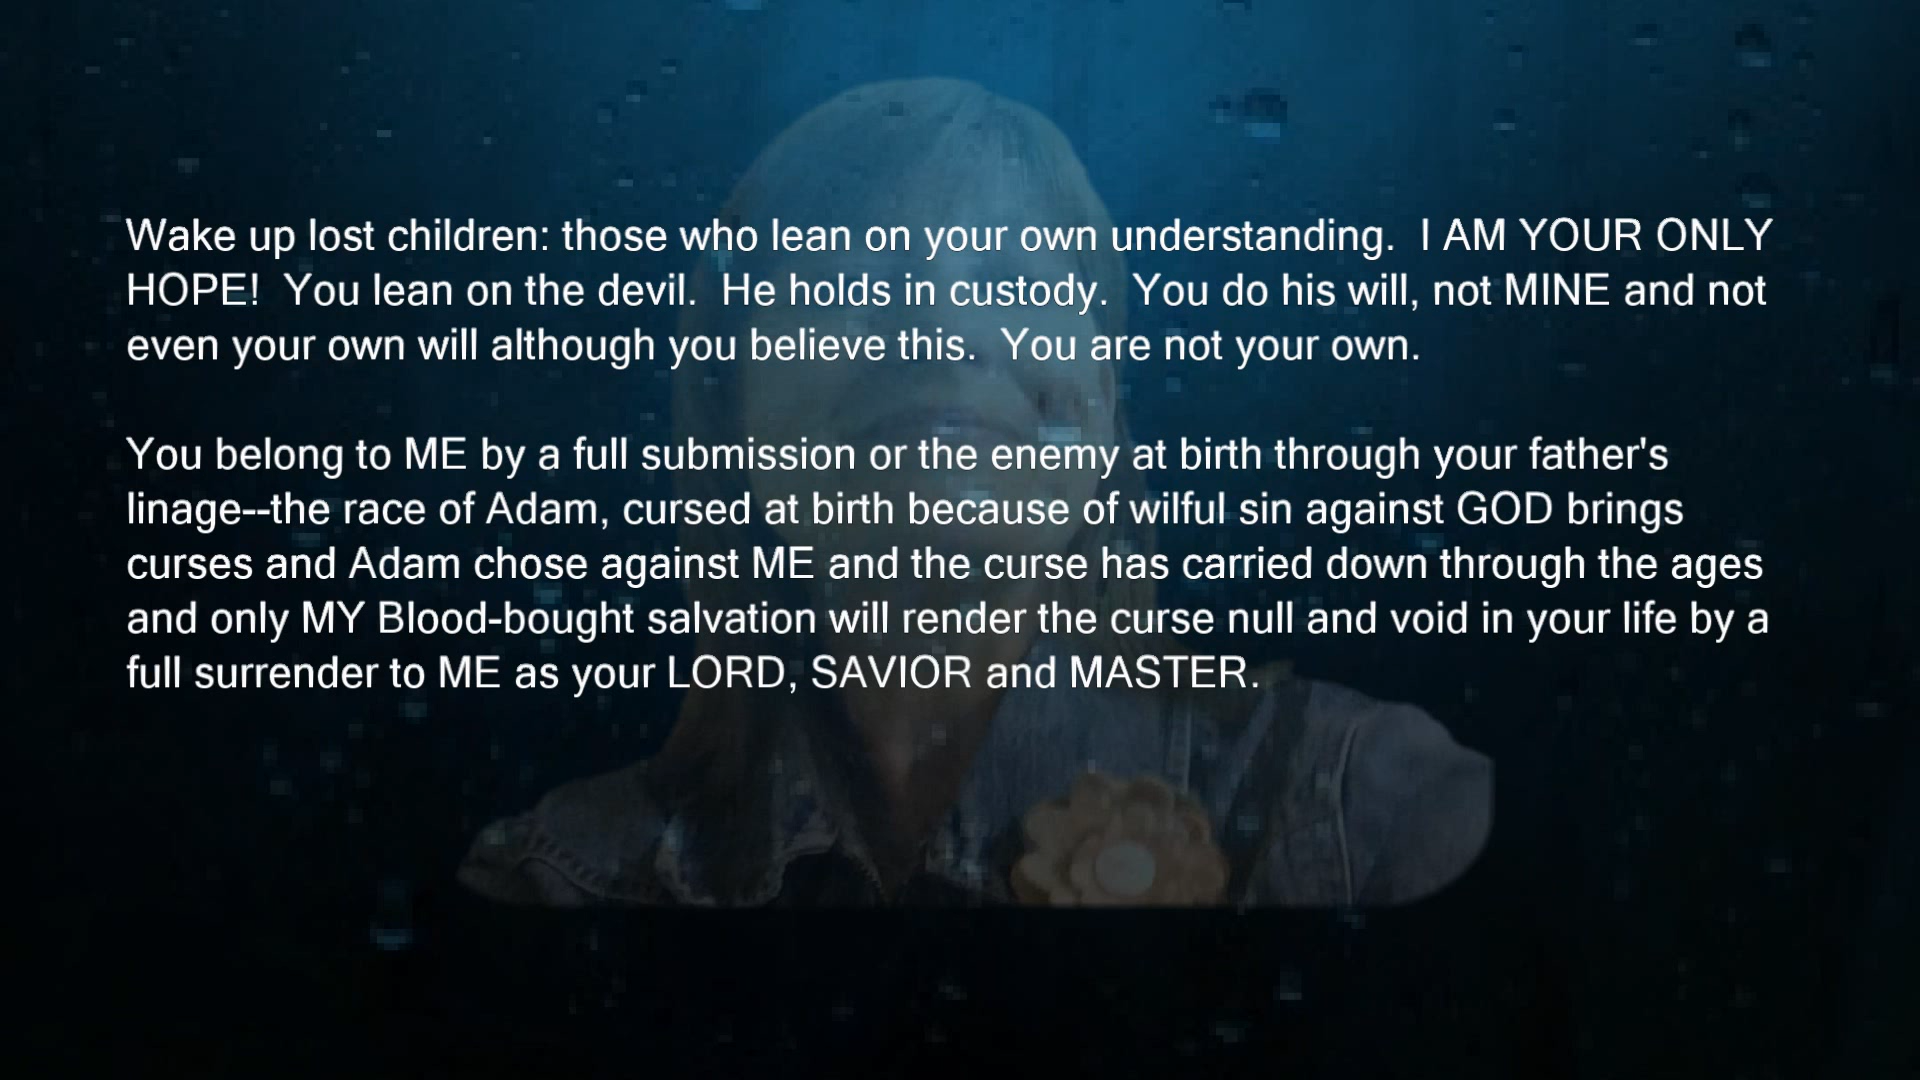 Wake up lost children: those who lean on your own understanding.  I AM YOUR ONLY
HOPE!  You lean on the devil.  He holds in custody.  You do his will, not MINE and not
even your own will although you believe this.  You are not your own.
You belong to ME by a full submission or the enemy at birth through your father's
linage--the race of Adam, cursed at birth because of wilful sin against GOD brings
curses and Adam chose against ME and the curse has carried down through the ages
and only MY Blood-bought salvation will render the curse null and void in your life by a
full surrender to ME as your LORD, SAVIOR and MASTER.